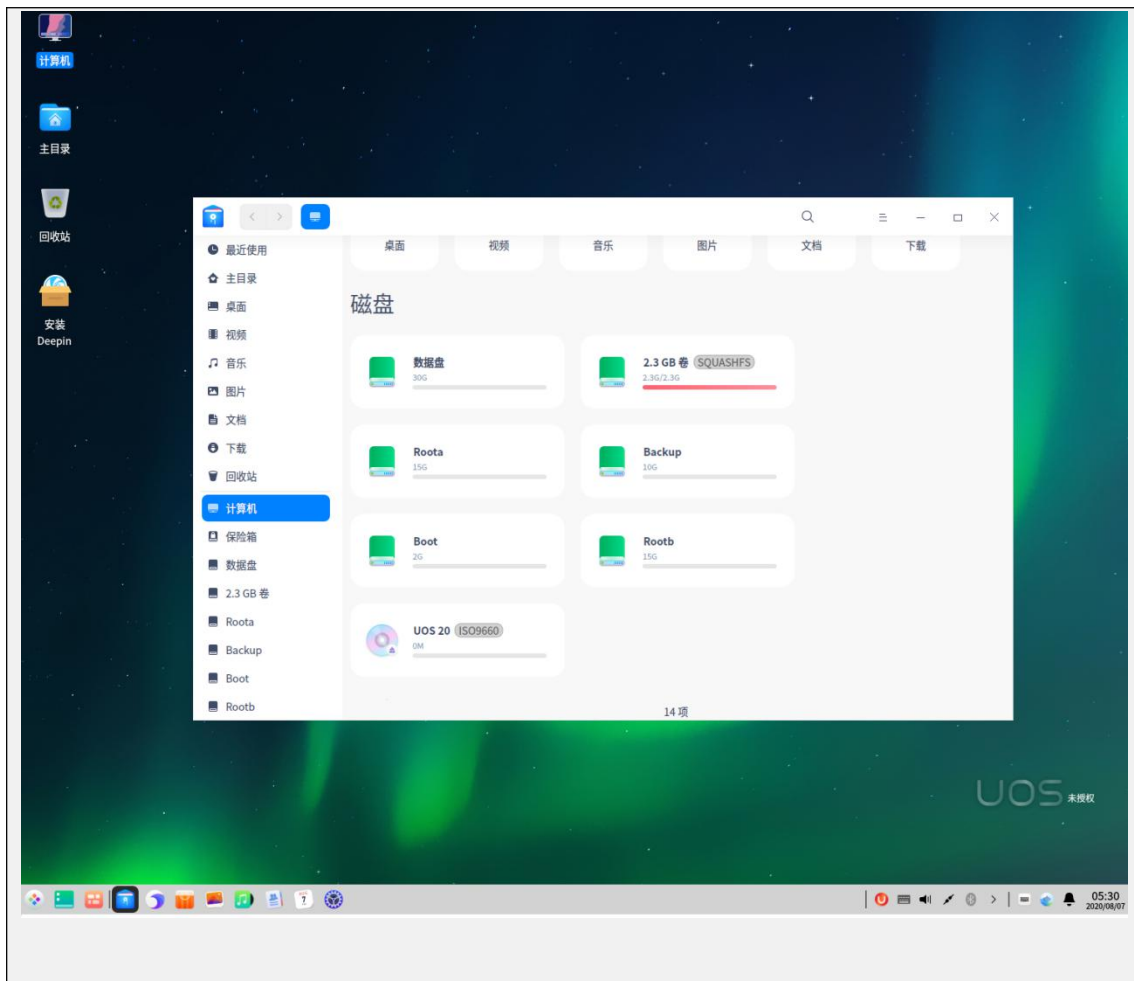 计算机
主目录
回收站
安装
Deepin
最近使用
主目录
桌面
视频
音乐
图片
文档
下载
回收站
计算机
保险箱
数据盘
2.3 GB 卷
Roota
Backup
Boot
Rootb
桌面 视频 音乐 图片 文档 下载
磁盘
数据盘
30G
2.3 GB 卷 SQUASHFS
2.3G/2.3G
Roota
15G
Backup
10G
Boot
2G
Rootb
15G
UOS 20 ISO9660
0M
14 项
UOS 未授权
7
05:30
2020/08/07